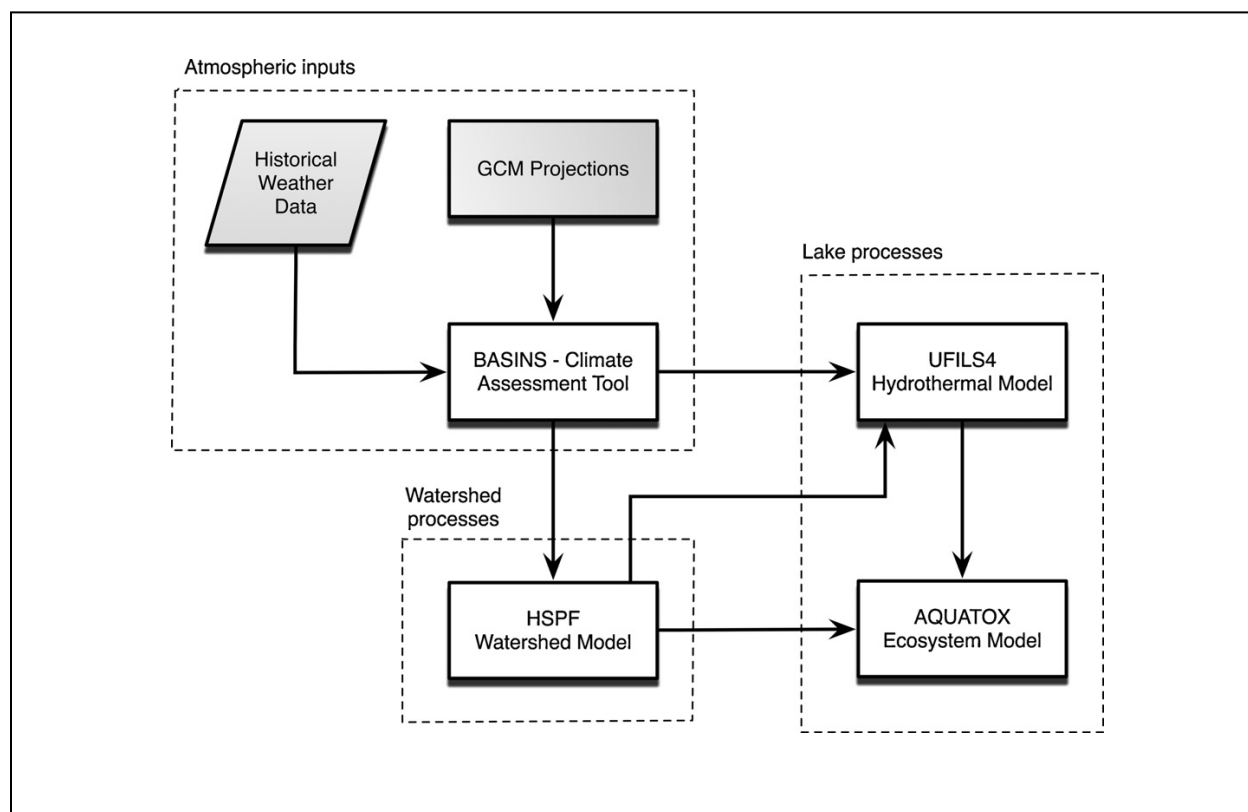 Atmospheric inputs
Historical
Weather
Data
GCM Projections
Lake processes
BASINS - Climate
Assessment Tool
UFILS4
Hydrothermal Model
Watershed
processes
HSPF
Watershed Model
AQUATOX
Ecosystem Model